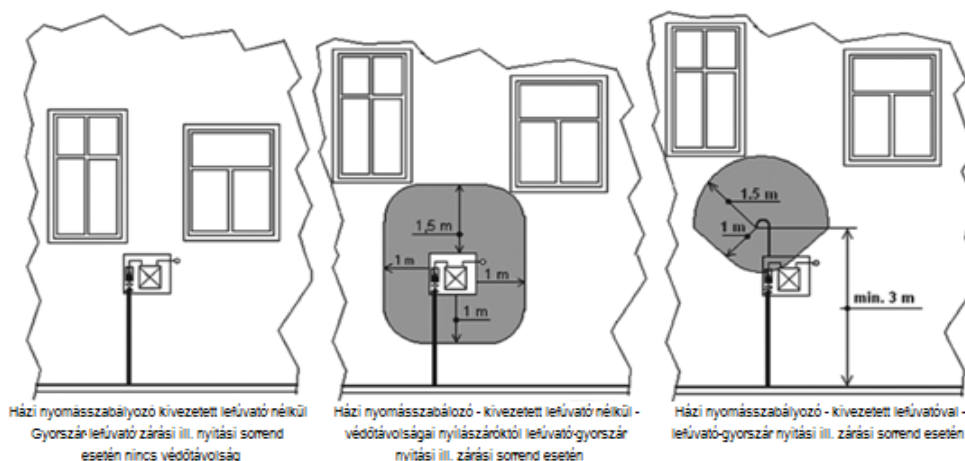 1,5 m
1 m
1 m
1 m
1.5 m
1 m
min. 3 m
Házi nyomásszabályozó kivezetett lefúvató nélkül
Gyorszár lefúvató zárási ill. nyitási sorrend
esetén nincs védőtávolság
Házi nyomásszabálozó - kivezetett lefúvató nélkül -
védőtávolságai nyílászáróktól lefúvató-gyorszár
nyitási ill. zárási sorrend esetén
Házi nyomásszabályozó - kivezetett lefúvatóval -
lefúvató-gyorszár nyitási ill. zárási sorrend esetén